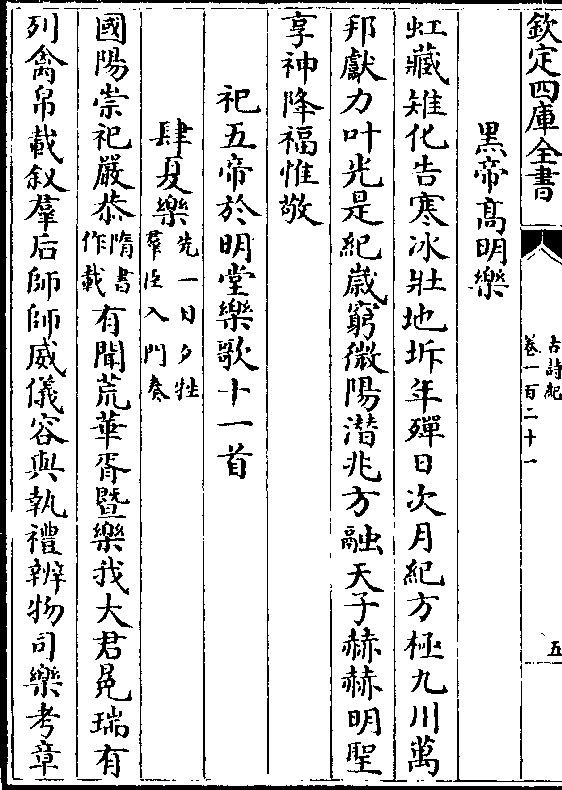 欽定四庫全書
古詩紀
卷一百二十一
五
黑帝高明樂
虹藏雉化告寒冰壯地坼年殫日次月紀方極九川萬
邦獻力叶光是紀歲窮微陽潛兆方融天子赫赫明聖
享神降福惟敬
祀五帝於明堂樂歌十一首
肆夏樂先一日夕牲羣臣入門奏
國陽崇祀嚴恭隋書作載有聞荒華胥暨樂我大君冕瑞有
列禽帛載叙羣后師師威儀容與執禮辨物司樂考章